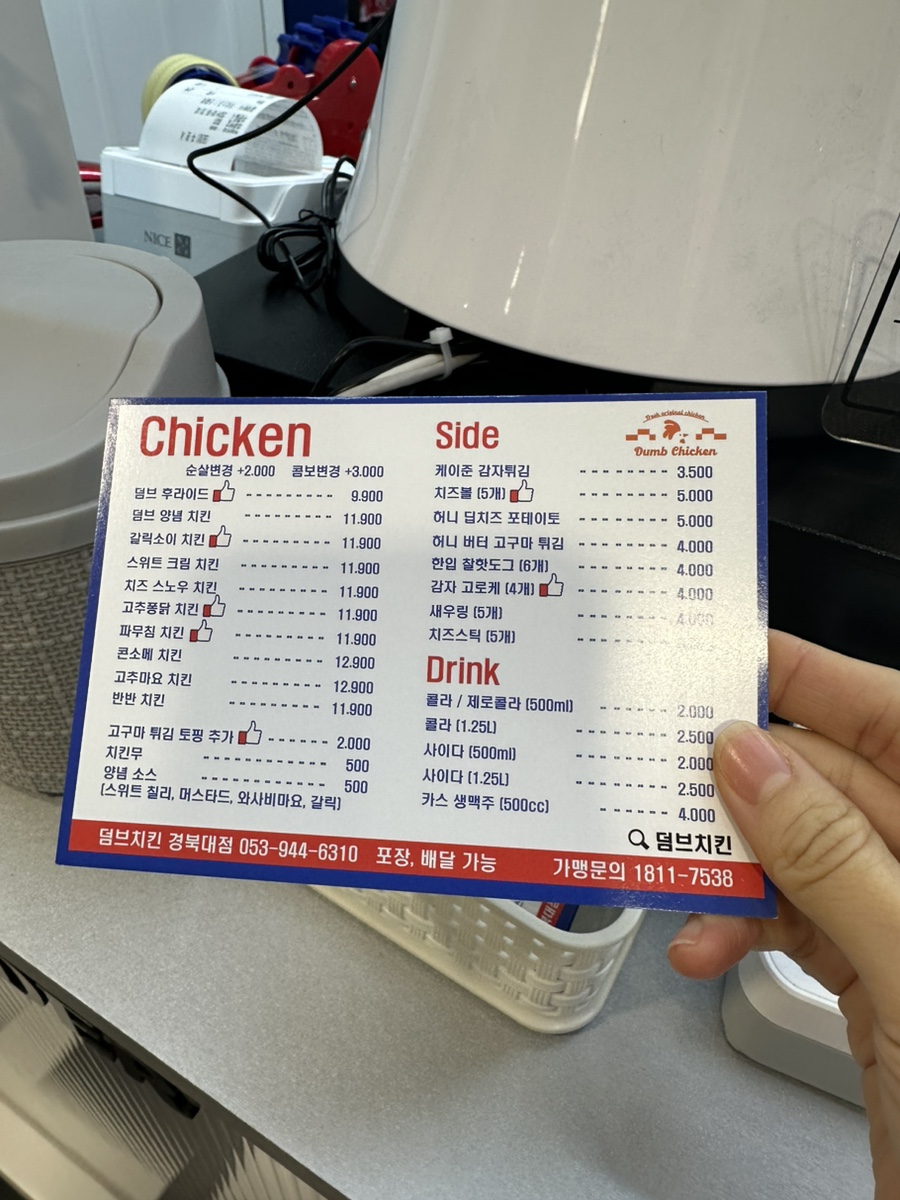 NICE
Chicken
순살변경 +2.000 콤보변경 +3.000
덤브 후라이드 9.900
덤브 양념 치킨 11.900
갈릭소이 치킨 11.900
스위트 크림 치킨 11.900
치즈 스노우 치킨 11.900
고추퐁닭 치킨 11.900
파무침 치킨 11.900
콘소메 치킨 12.900
고추마요 치킨 12.900
반반 치킨 11.900
고구마 튀김 토핑 추가 2.000
치킨무 500
양념 소스 500
(스위트 칠리, 머스타드, 와사비마요, 갈릭)
Side
Dumb original chicken
Dumb Chicken
케이준 감자튀김 3.500
치즈볼 (5개) 5.000
허니 딥치즈 포테이토 5.000
허니 버터 고구마 튀김 4.000
한입 찰핫도그 (6개) 4.000
감자 고로케 (4개) 4.000
새우링 (5개) 4.000
치즈스틱 (5개)
Drink
콜라 / 제로콜라 (500ml) 2.000
콜라 (1.25L) 2.500
사이다 (500ml) 2.000
사이다 (1.25L) 2.500
카스 생맥주 (500cc) 4.000
덤브치킨
덤브치킨 경북대점 053-944-6310 포장, 배달 가능 가맹문의 1811-7538